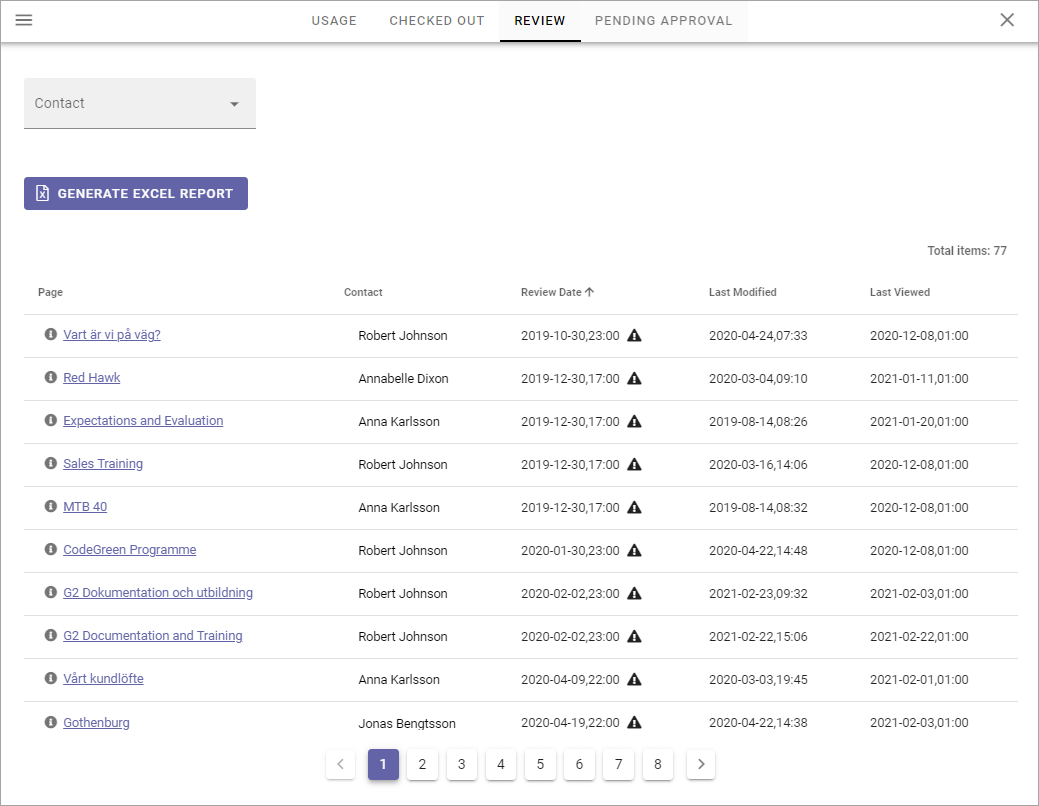 USAGE CHECKED OUT REVIEW PENDING APPROVAL
Contact
GENERATE EXCEL REPORT
Total items: 77
Page Contact Review Date Last Modified Last Viewed
Vart är vi på väg? Robert Johnson 2019-10-30,23:00 2020-04-24,07:33 2020-12-08,01:00
Red Hawk Annabelle Dixon 2019-12-30,17:00 2020-03-04,09:10 2021-01-11,01:00
Expectations and Evaluation Anna Karlsson 2019-12-30,17:00 2019-08-14,08:26 2021-01-20,01:00
Sales Training Robert Johnson 2019-12-30,17:00 2020-03-16,14:06 2020-12-08,01:00
MTB 40 Anna Karlsson 2019-12-30,17:00 2019-08-14,08:32 2020-12-08,01:00
CodeGreen Programme Robert Johnson 2020-01-30,23:00 2020-04-22,14:48 2020-12-08,01:00
G2 Dokumentation och utbildning Robert Johnson 2020-02-02,23:00 2021-02-23,09:32 2021-02-03,01:00
G2 Documentation and Training Robert Johnson 2020-02-02,23:00 2021-02-22,15:06 2021-02-22,01:00
Vårt kundlöfte Anna Karlsson 2020-04-09,22:00 2020-03-03,19:45 2021-02-01,01:00
Gothenburg Jonas Bengtsson 2020-04-19,22:00 2020-04-22,14:38 2021-02-03,01:00
1 2 3 4 5 6 7 8